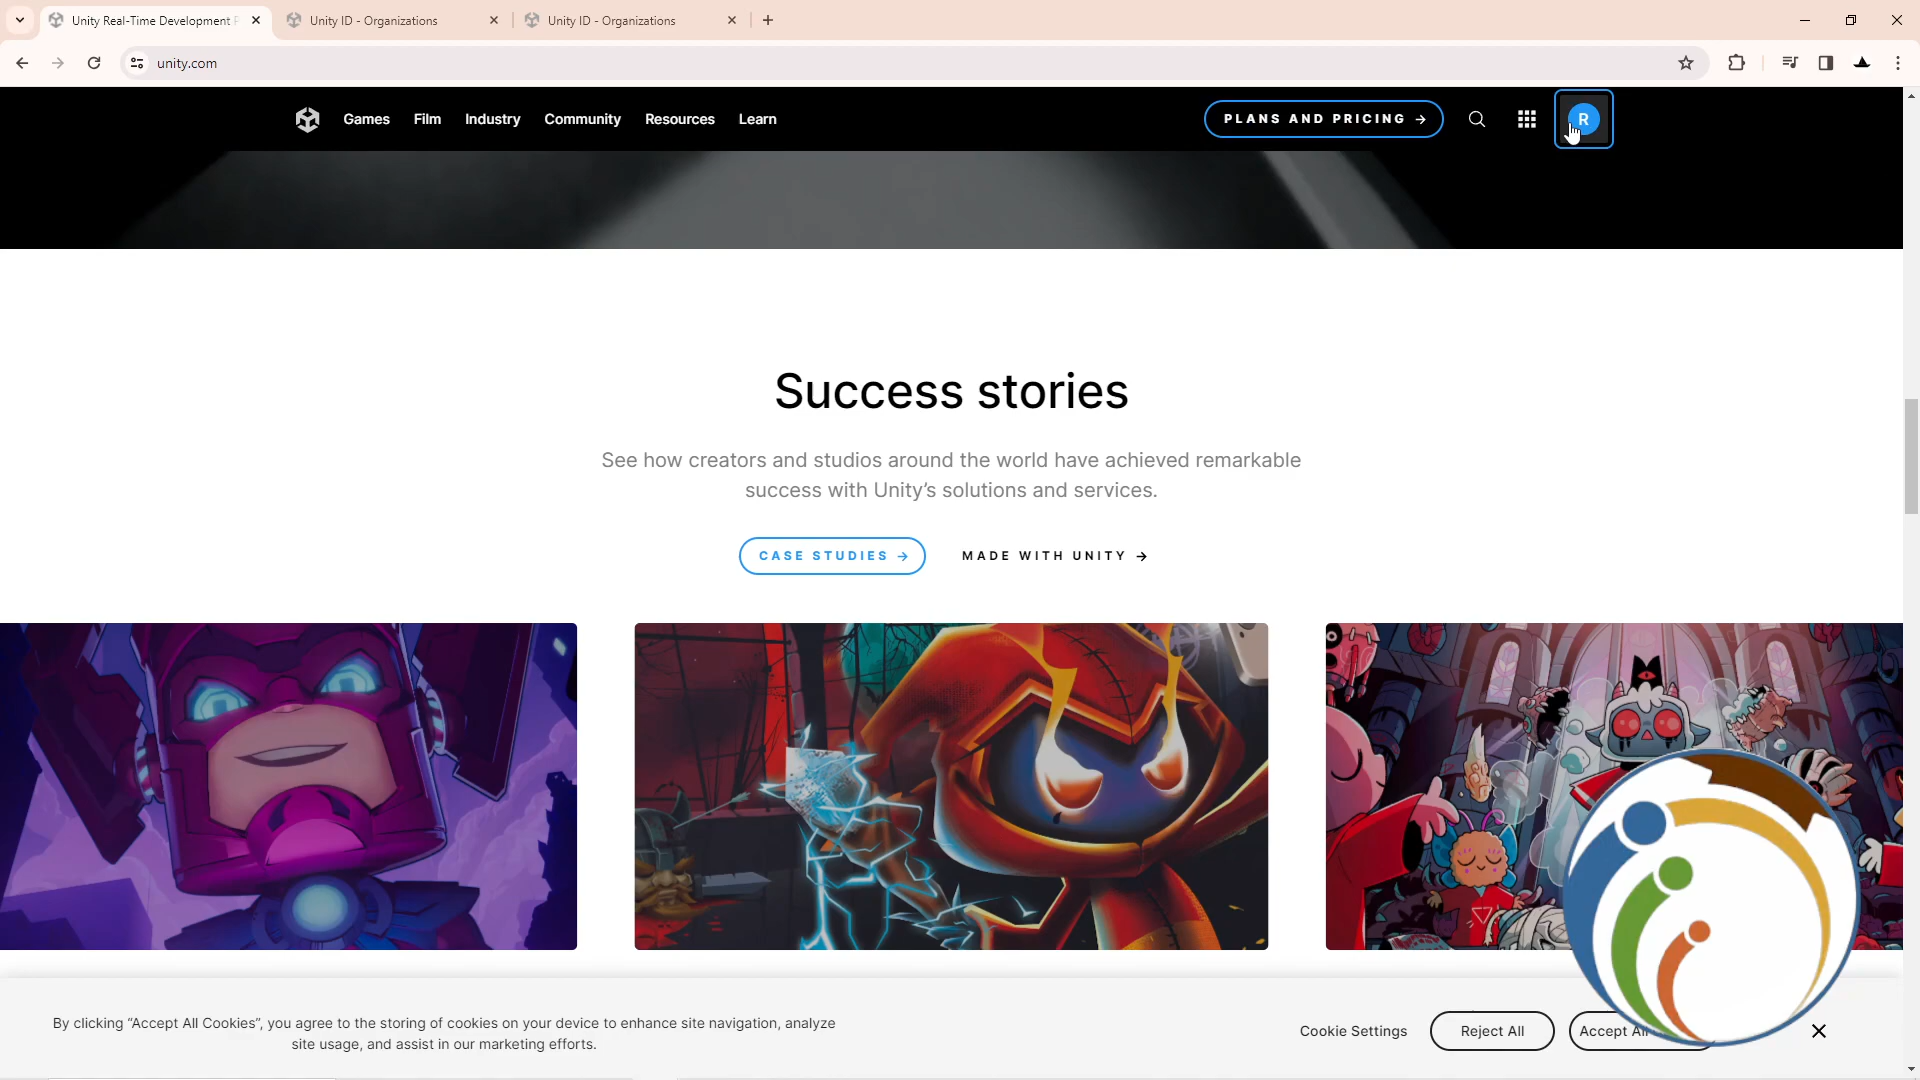 Unity Real-Time Development
Unity ID - Organizations
Unity ID - Organizations
unity.com
Games
Film
Industry
Community
Resources
Learn
PLANS AND PRICING →
R
Success stories
See how creators and studios around the world have achieved remarkable
success with Unity's solutions and services.
CASE STUDIES →
MADE WITH UNITY →
By clicking “Accept All Cookies”, you agree to the storing of cookies on your device to enhance site navigation, analyze
site usage, and assist in our marketing efforts.
Cookie Settings
Reject All
Accept